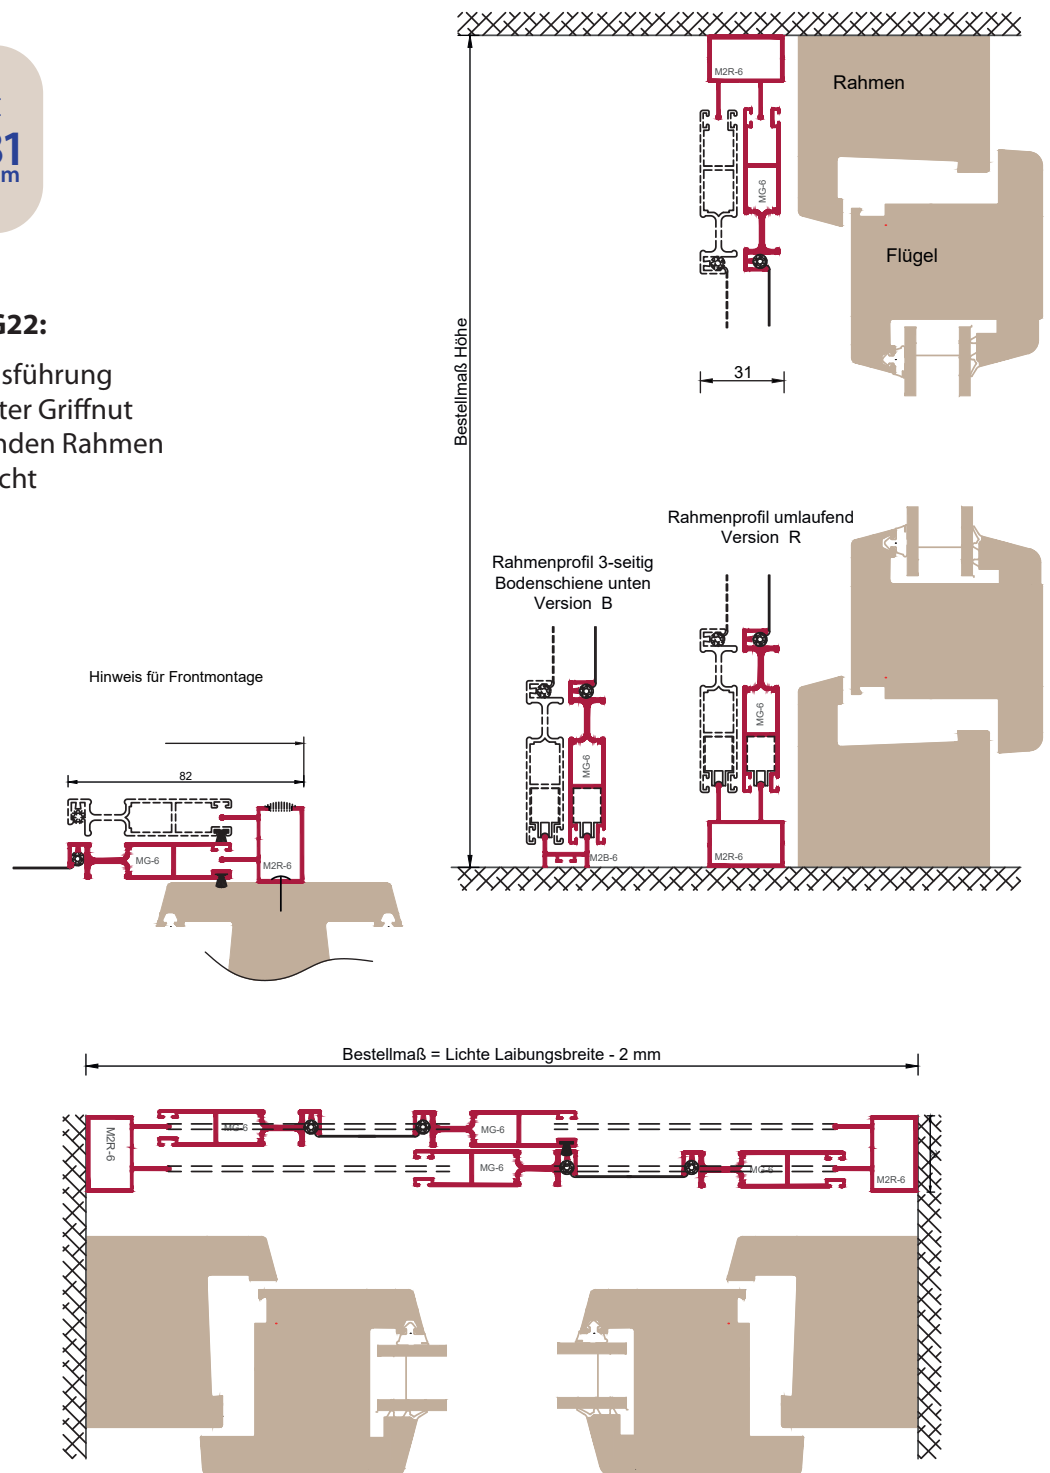 M2R-6
Rahmen
MG-6
Flügel
31
m
G22:
sführung
ter Griffnut
nden Rahmen
cht
31
Bestellmaß Höhe
Rahmenprofil umlaufend
Version R
Rahmenprofil 3-seitig
Bodenschiene unten
Version B
Hinweis für Frontmontage
MG-6
MG-6
82
MG-6
M2R-6
M2B-6
M2R-6
Bestellmaß = Lichte Laibungsbreite - 2 mm
M2R-6
MG-6
MG-6
MG-6
MG-6
M2R-6